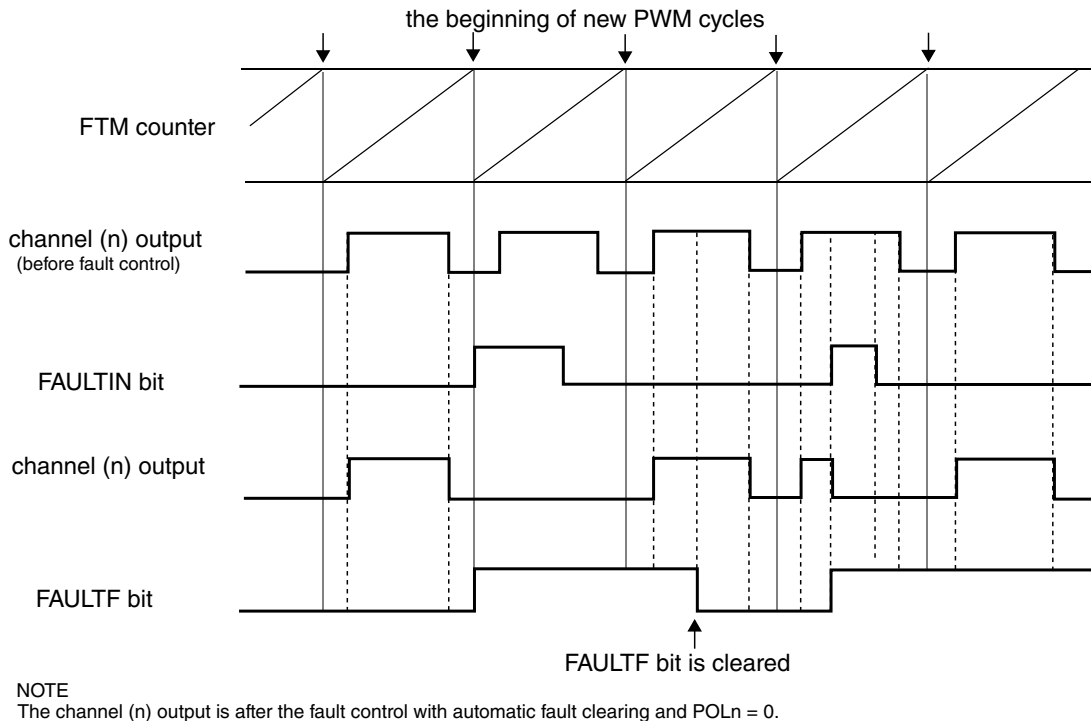 the beginning of new PWM cycles
FTM counter
channel (n) output
(before fault control)
FAULTIN bit
channel (n) output
FAULTF bit
FAULTF bit is cleared
NOTE
The channel (n) output is after the fault control with automatic fault clearing and POLn = 0.